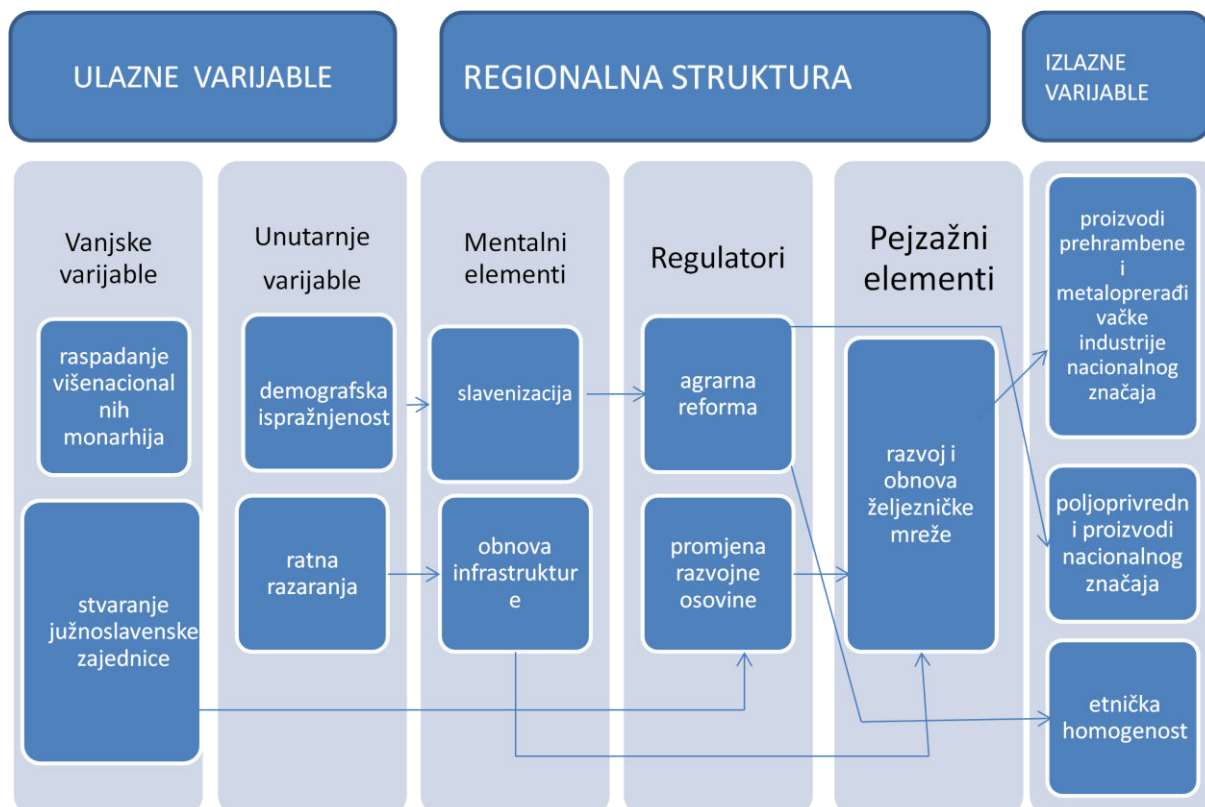 ULAZNE VARIJABLE
REGIONALNA STRUKTURA
IZLAZNE
VARIJABLE
Vanjske
varijable
raspadanje
višenacional
nih
monarhija
stvaranje
južnoslavenske
zajednice
Unutarnje
varijable
demografska
ispražnjenost
ratna
razaranja
Mentalni
elementi
slavenizacija
obnova
infrastruktur
e
Regulatori
agrarna
reforma
promjena
razvojne
osovine
Pejzažni
elementi
razvoj i
obnova
željezničke
mreže
proizvodi
prehrambene
i
metaloprerađi
vačke
industrije
nacionalnog
značaja
poljoprivredn
i proizvodi
nacionalnog
značaja
etnička
homogenost